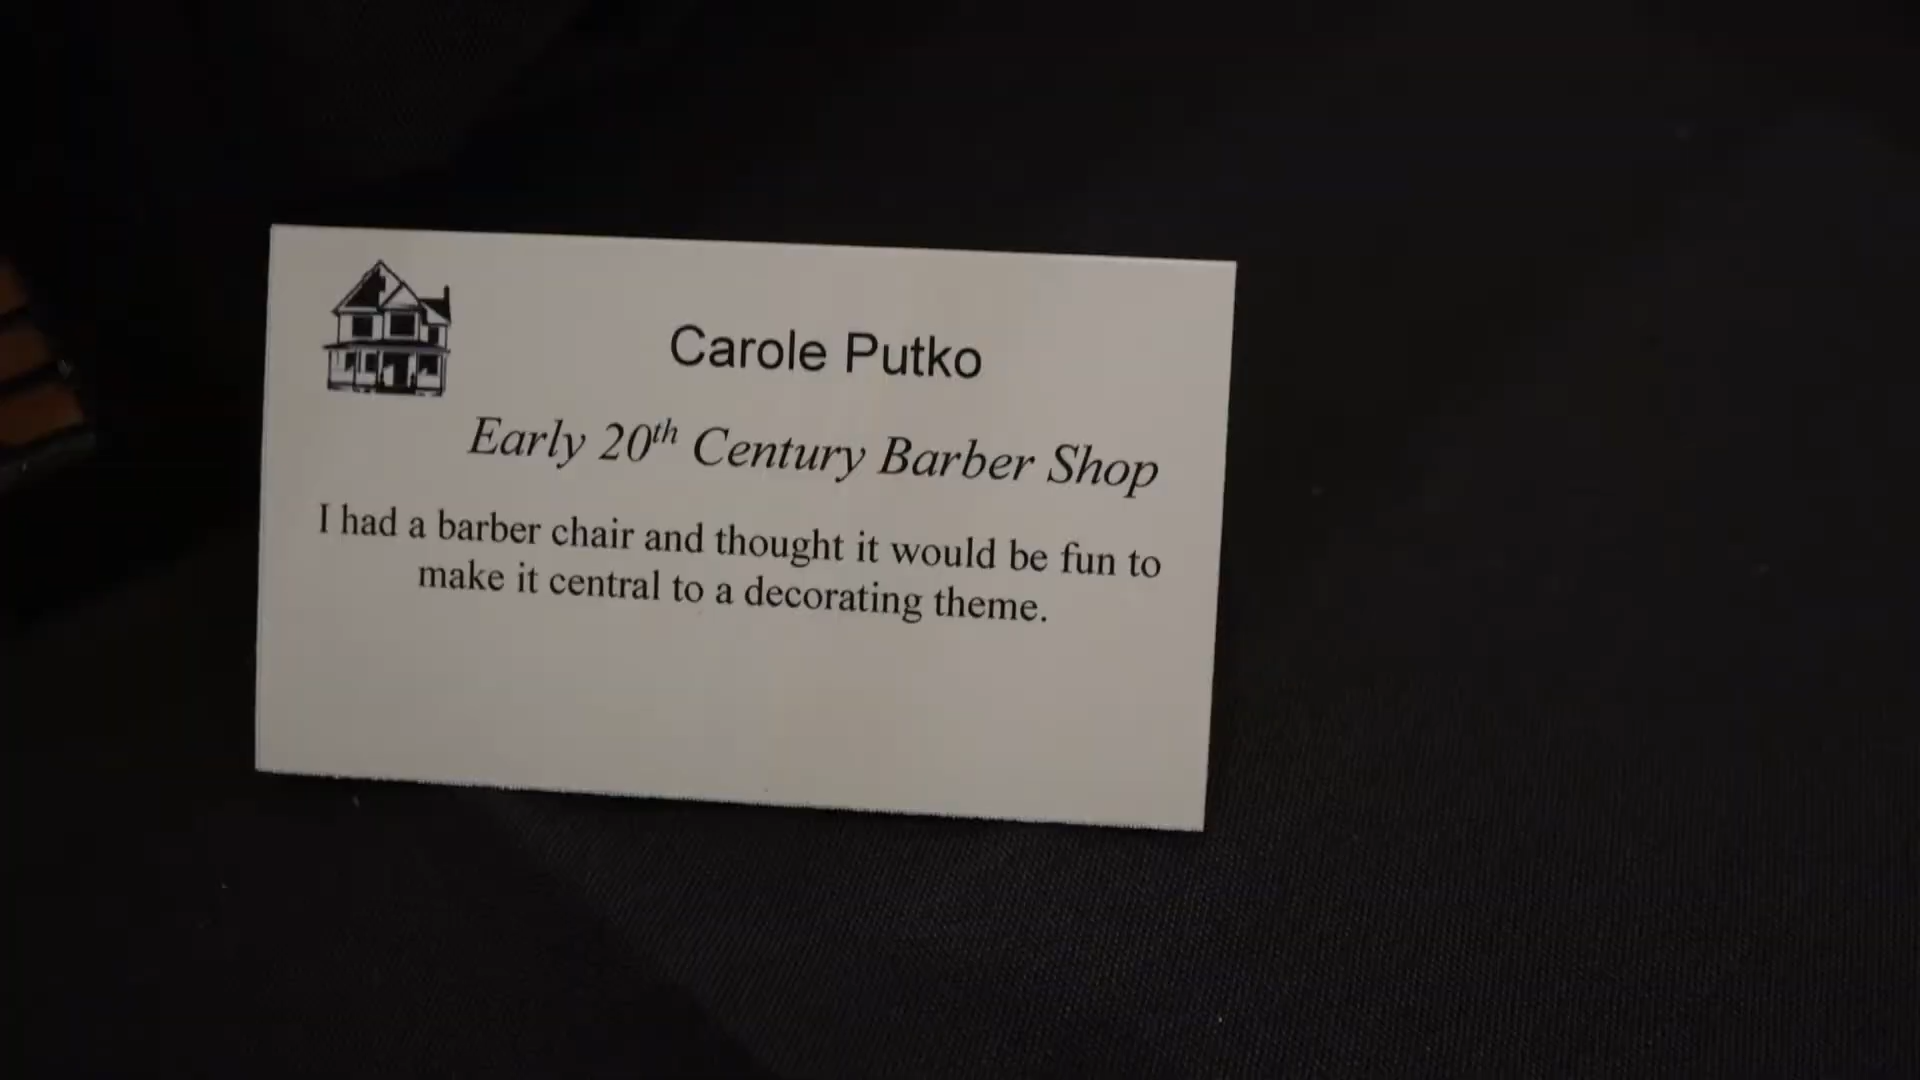 Carole Putko
Early 20th Century Barber Shop
I had a barber chair and thought it would be fun to
make it central to a decorating theme.